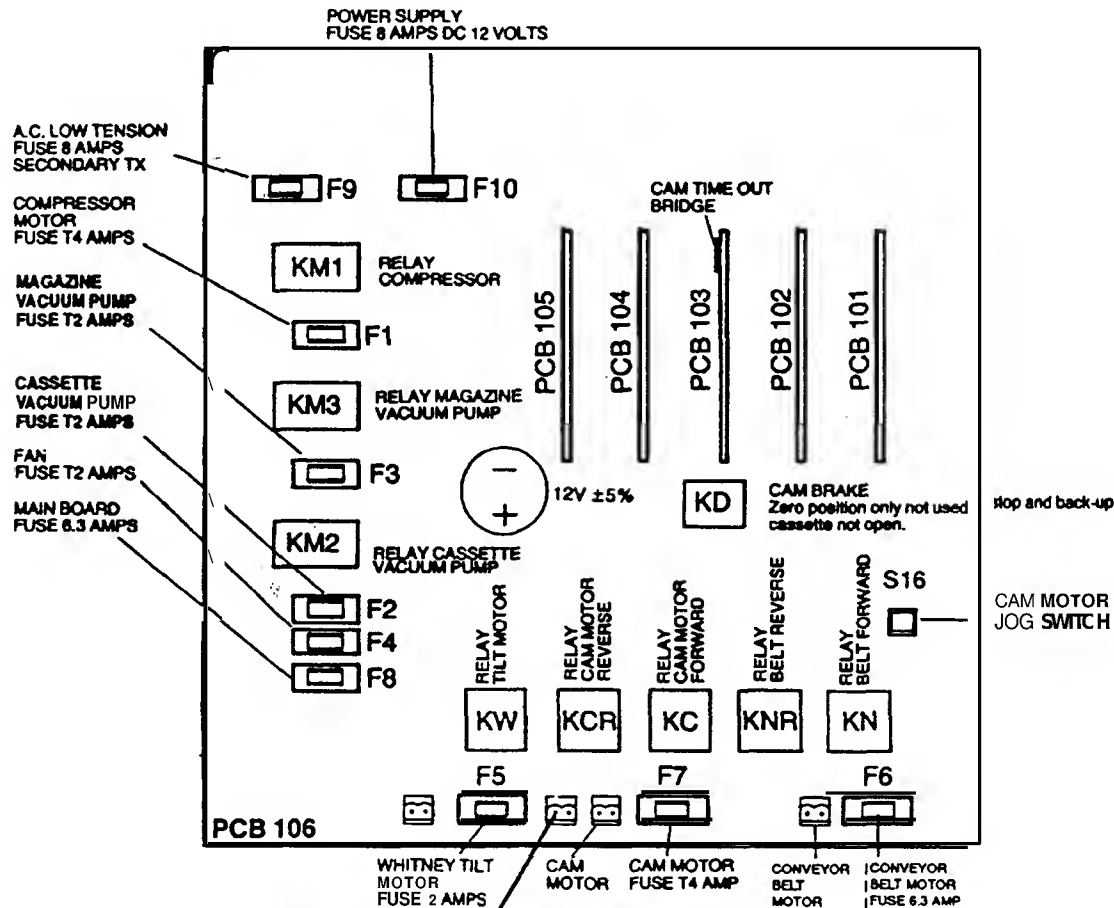 POWER SUPPLY
FUSE 8 AMPS DC 12 VOLTS
A.C. LOW TENSION
FUSE 8 AMPS
SECONDARY TX
F9
F10
COMPRESSOR
MOTOR
FUSE T4 AMPS
CAM TIME OUT
BRIDGE
KM1
RELAY
COMPRESSOR
MAGAZINE
VACUUM PUMP
FUSE T2 AMPS
F1
PCB 105
PCB 104
PCB 103
PCB 102
PCB 101
CASSETTE
VACUUM PUMP
FUSE T2 AMPS
KM3
RELAY MAGAZINE
VACUUM PUMP
FAN
FUSE T2 AMPS
F3
MAIN BOARD
FUSE 6.3 AMPS
−
+
12V ±5%
KD
CAM BRAKE
Zero position only not used
cassette not open.
stop and back-up
KM2
RELAY CASSETTE
VACUUM PUMP
F2
F4
F8
S16
CAM MOTOR
JOG SWITCH
RELAY
TILT MOTOR
RELAY
CAM MOTOR
REVERSE
RELAY
CAM MOTOR
FORWARD
RELAY
BELT REVERSE
RELAY
BELT FORWARD
KW
KCR
KC
KNR
KN
F5
F7
F6
PCB 106
WHITNEY TILT
MOTOR
FUSE 2 AMPS
CAM
MOTOR
CAM MOTOR
FUSE T4 AMP
CONVEYOR
BELT
MOTOR
CONVEYOR
BELT MOTOR
FUSE 6.3 AMP